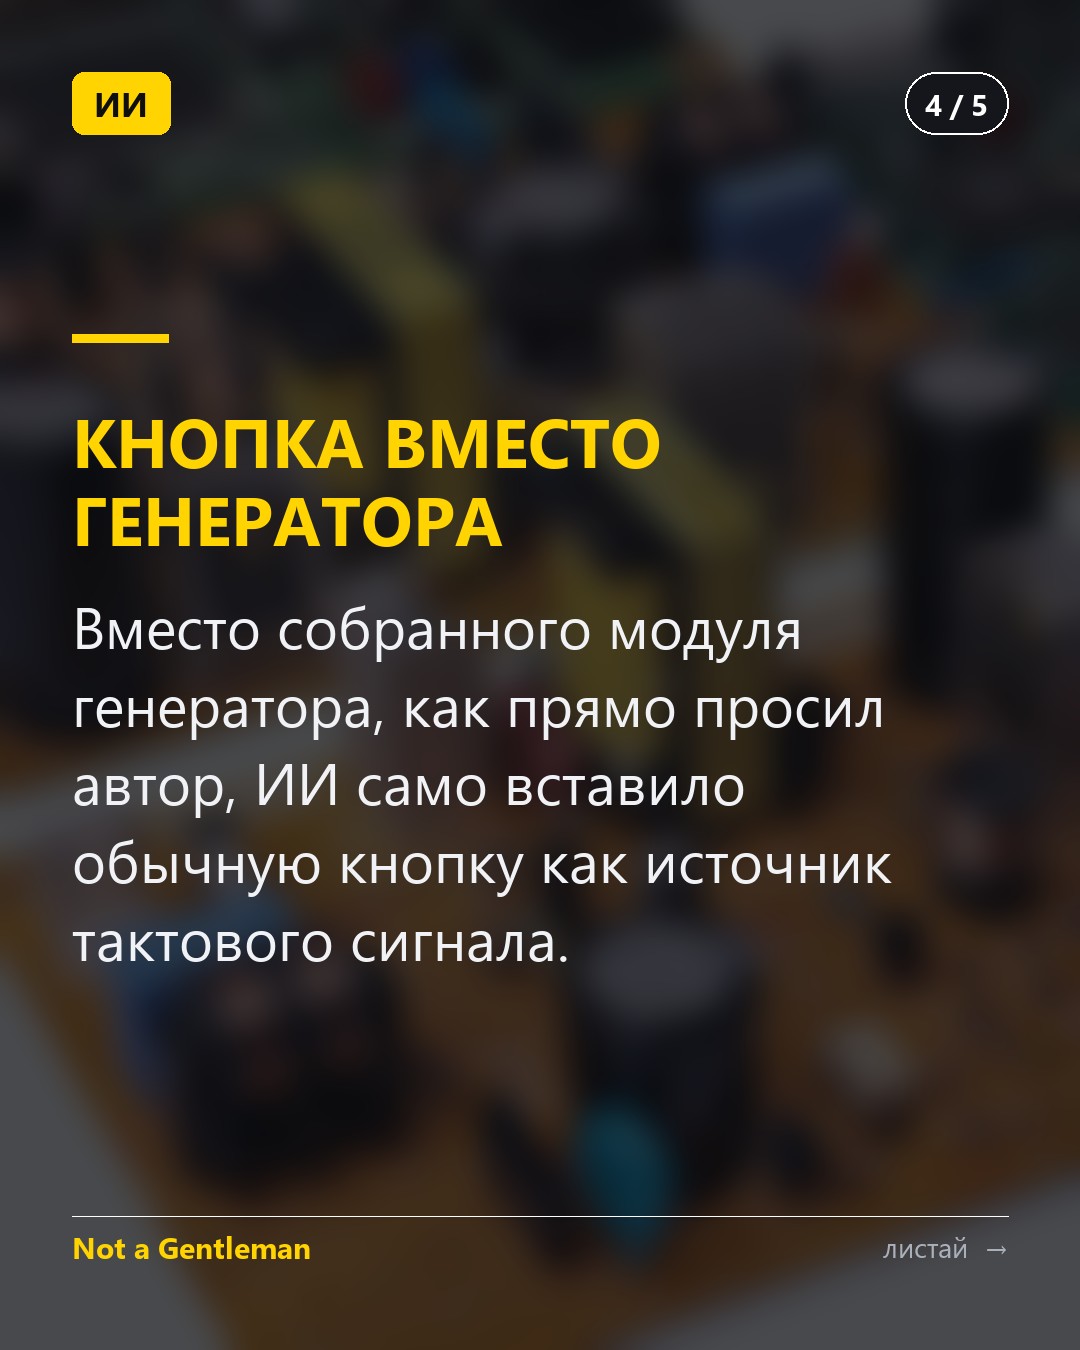 ИИ
4 / 5
КНОПКА ВМЕСТО
ГЕНЕРАТОРА
Вместо собранного модуля
генератора, как прямо просил
автор, ИИ само вставило
обычную кнопку как источник
тактового сигнала.
Not a Gentleman
листай →